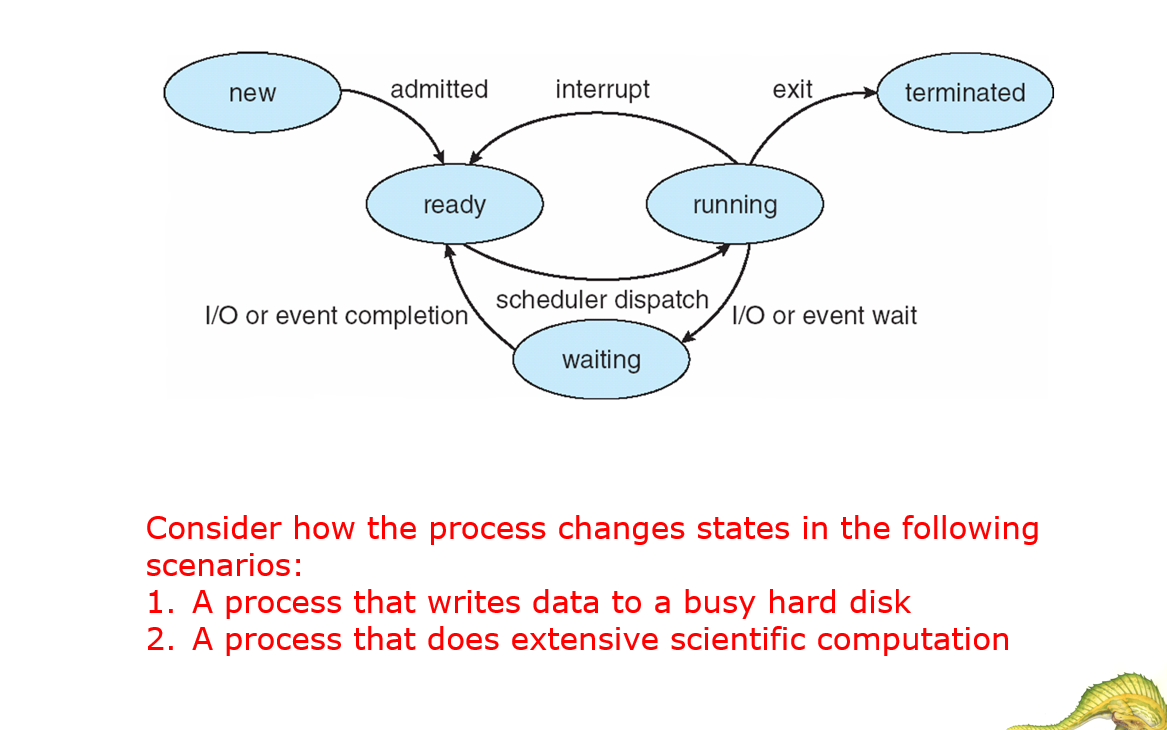 new
admitted
interrupt
exit
terminated
ready
running
scheduler dispatch
I/O or event completion
I/O or event wait
waiting
Consider how the process changes states in the following
scenarios:
1. A process that writes data to a busy hard disk
2. A process that does extensive scientific computation